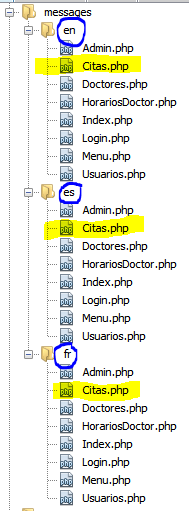 messages
en
Admin.php
Citas.php
Doctores.php
HorariosDoctor.php
Index.php
Login.php
Menu.php
Usuarios.php
es
Admin.php
Citas.php
Doctores.php
HorariosDoctor.php
Index.php
Login.php
Menu.php
Usuarios.php
fr
Admin.php
Citas.php
Doctores.php
HorariosDoctor.php
Index.php
Login.php
Menu.php
Usuarios.php